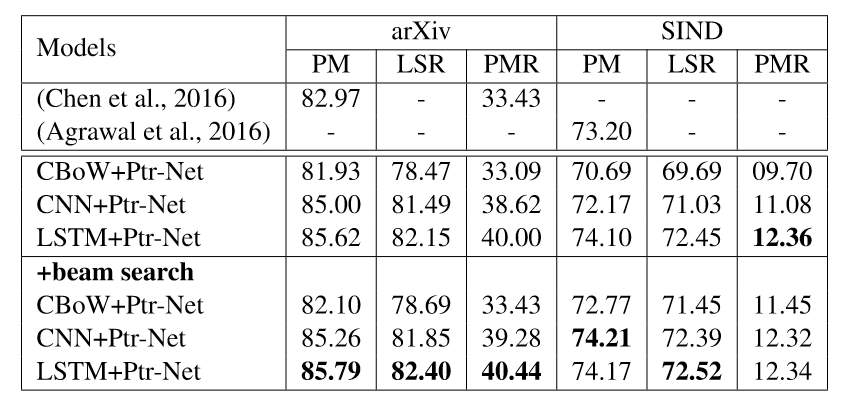 Models arXiv SIND
PM LSR PMR PM LSR PMR
(Chen et al., 2016) 82.97 - 33.43 - - -
(Agrawal et al., 2016) - - - 73.20 - -
CBoW+Ptr-Net 81.93 78.47 33.09 70.69 69.69 09.70
CNN+Ptr-Net 85.00 81.49 38.62 72.17 71.03 11.08
LSTM+Ptr-Net 85.62 82.15 40.00 74.10 72.45 12.36
+beam search
CBoW+Ptr-Net 82.10 78.69 33.43 72.77 71.45 11.45
CNN+Ptr-Net 85.26 81.85 39.28 74.21 72.39 12.32
LSTM+Ptr-Net 85.79 82.40 40.44 74.17 72.52 12.34